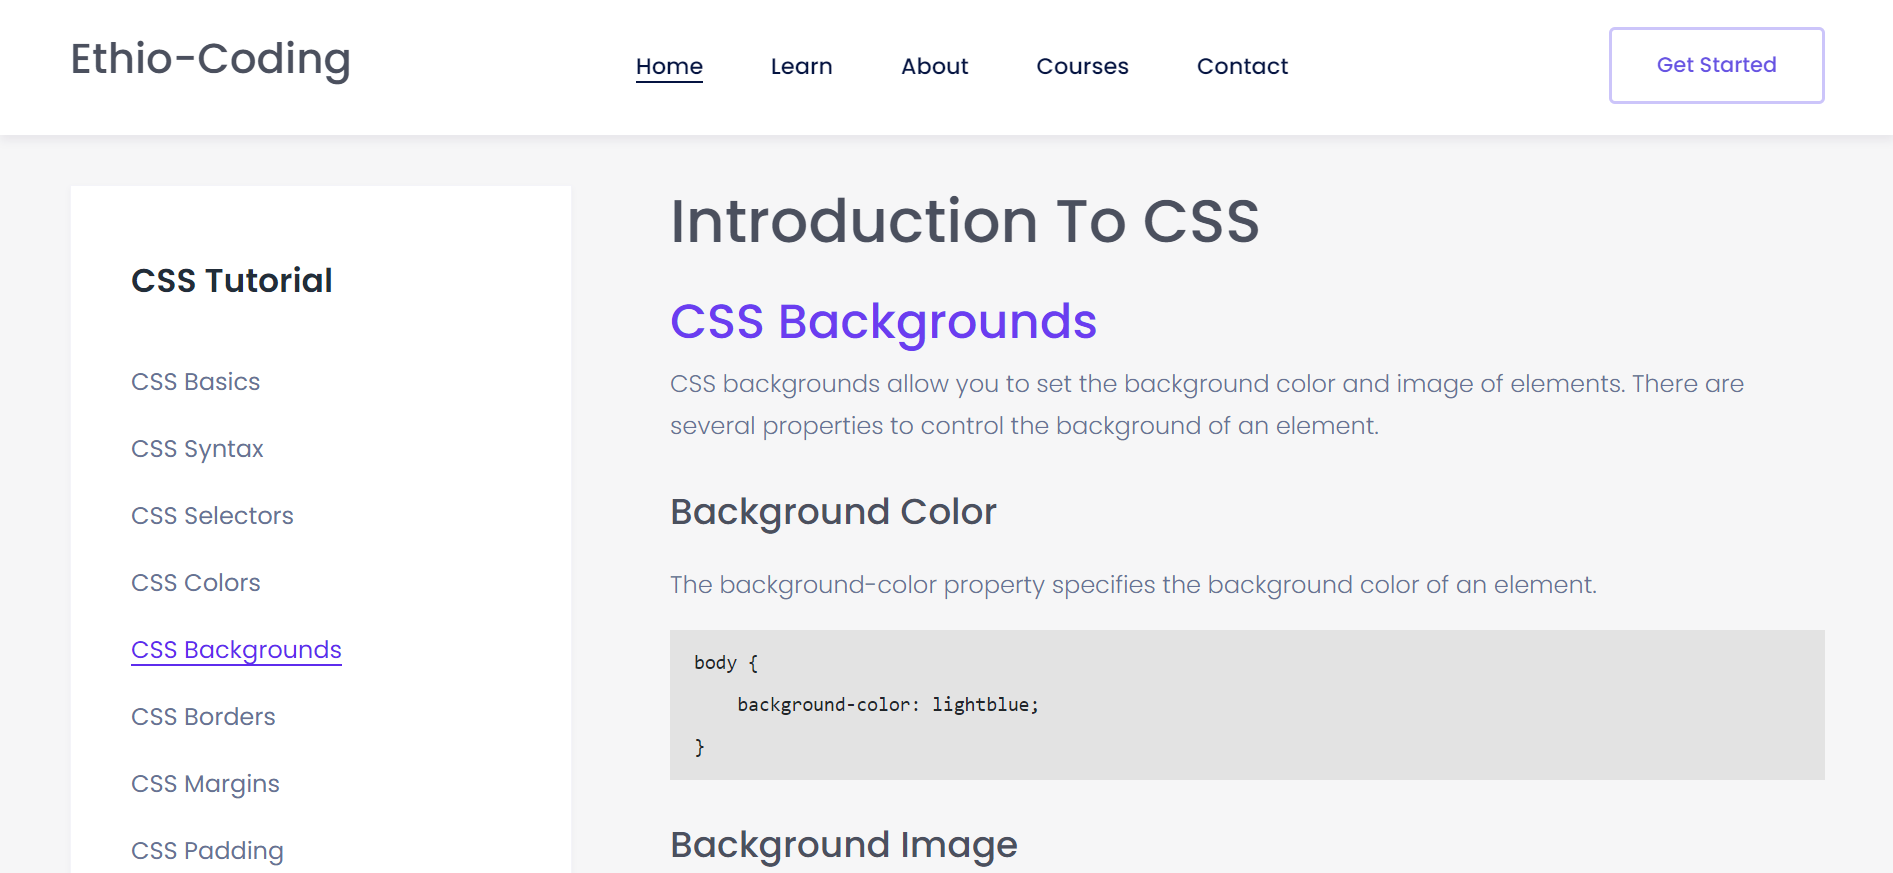 Ethio-Coding
Home Learn About Courses Contact
Get Started
CSS Tutorial
CSS Basics
CSS Syntax
CSS Selectors
CSS Colors
CSS Backgrounds
CSS Borders
CSS Margins
CSS Padding
Introduction To CSS
CSS Backgrounds
CSS backgrounds allow you to set the background color and image of elements. There are
several properties to control the background of an element.
Background Color
The background-color property specifies the background color of an element.
body {
    background-color: lightblue;
}
Background Image